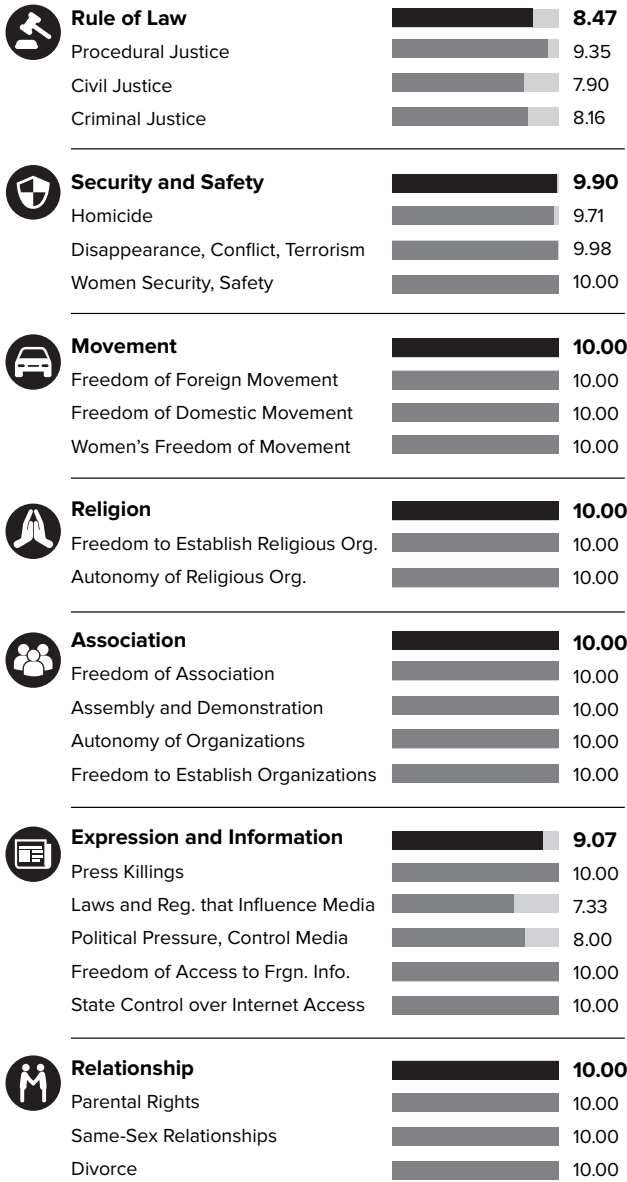 Rule of Law 8.47
Procedural Justice 9.35
Civil Justice 7.90
Criminal Justice 8.16
Security and Safety 9.90
Homicide 9.71
Disappearance, Conflict, Terrorism 9.98
Women Security, Safety 10.00
Movement 10.00
Freedom of Foreign Movement 10.00
Freedom of Domestic Movement 10.00
Women’s Freedom of Movement 10.00
Religion 10.00
Freedom to Establish Religious Org. 10.00
Autonomy of Religious Org. 10.00
Association 10.00
Freedom of Association 10.00
Assembly and Demonstration 10.00
Autonomy of Organizations 10.00
Freedom to Establish Organizations 10.00
Expression and Information 9.07
Press Killings 10.00
Laws and Reg. that Influence Media 7.33
Political Pressure, Control Media 8.00
Freedom of Access to Frgn. Info. 10.00
State Control over Internet Access 10.00
Relationship 10.00
Parental Rights 10.00
Same-Sex Relationships 10.00
Divorce 10.00